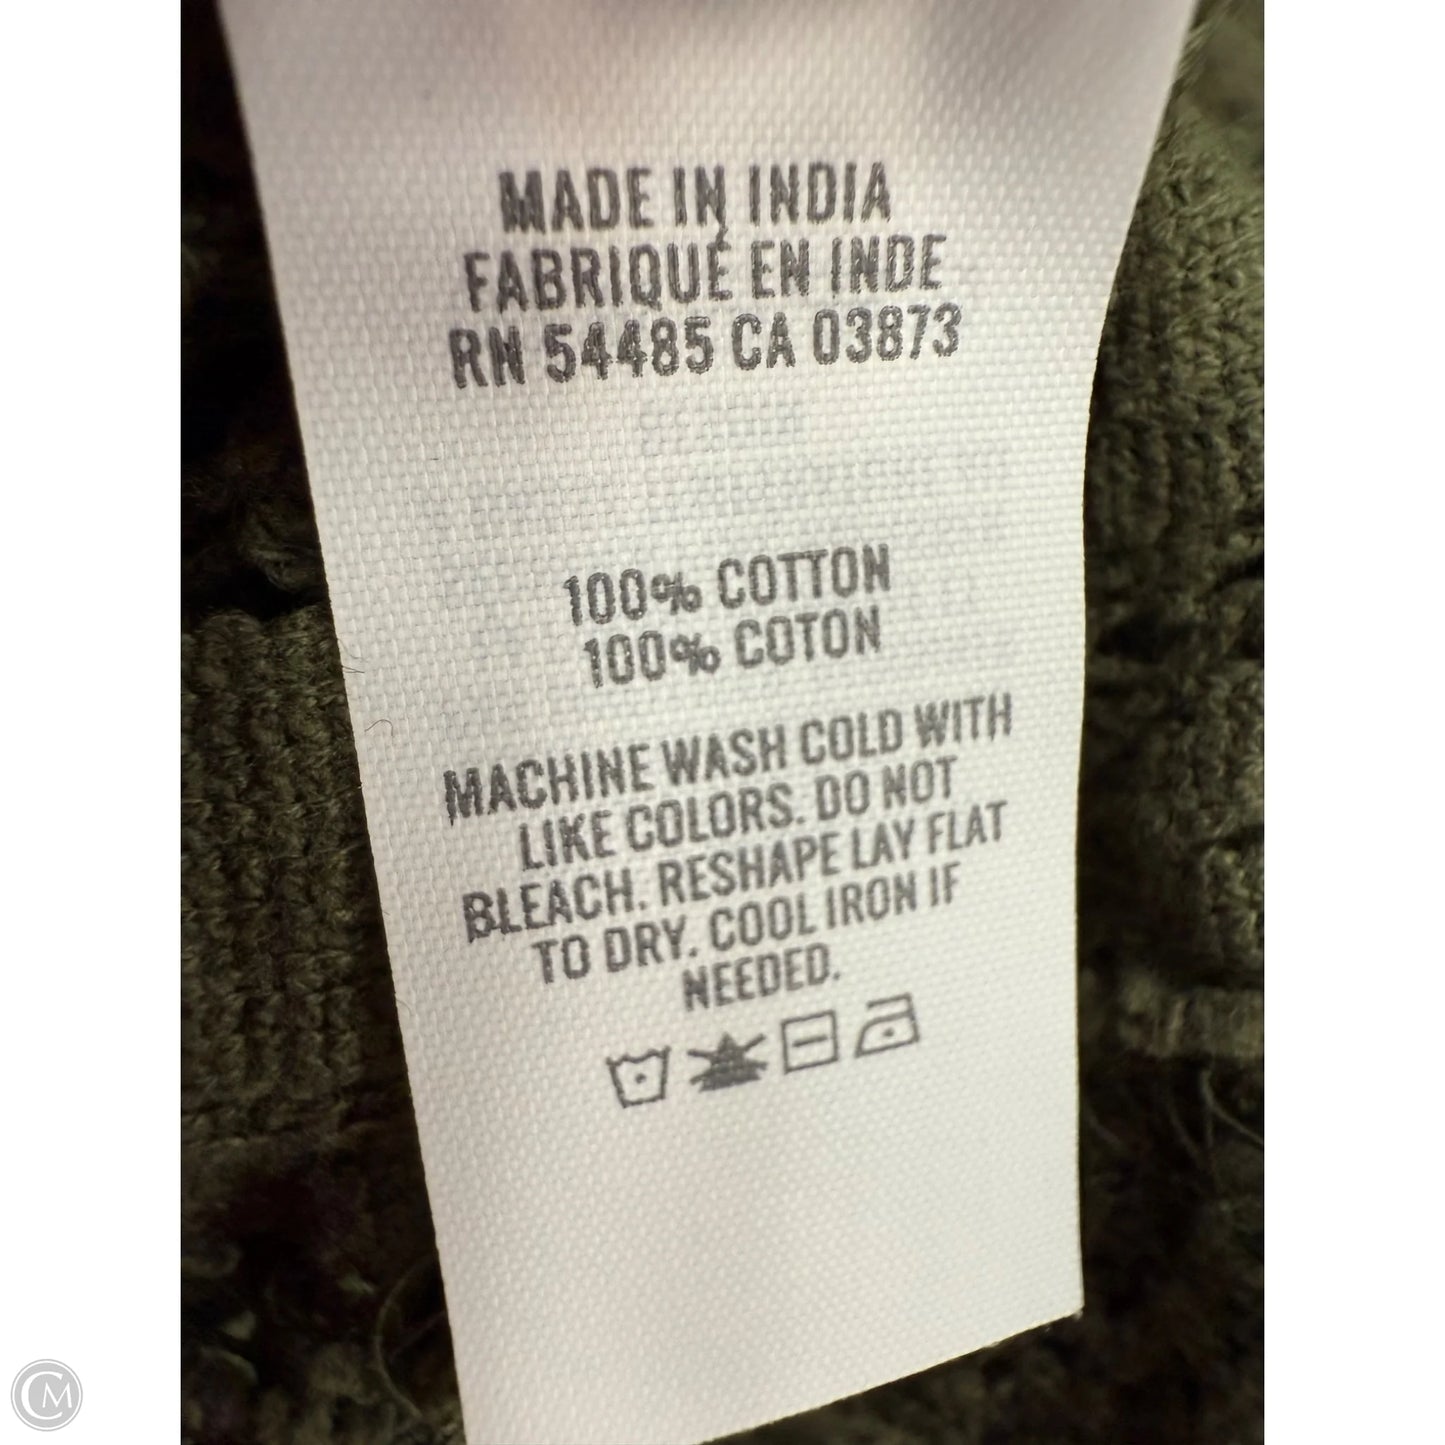 MADE IN INDIA
FABRIQUÉ EN INDE
RN 54485 CA 03873
100% COTTON
100% COTON
MACHINE WASH COLD WITH
LIKE COLORS. DO NOT
BLEACH. RESHAPE LAY FLAT
TO DRY. COOL IRON IF
NEEDED.
CM